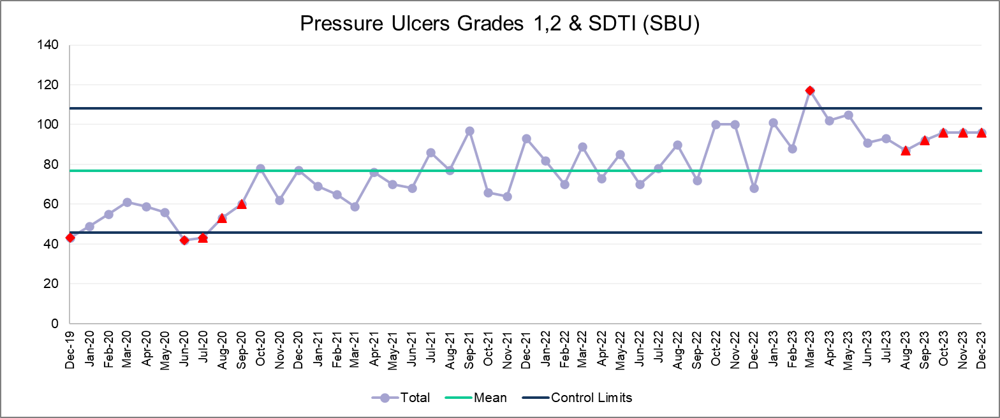 Pressure Ulcers Grades 1,2 & SDTI (SBU)
140
120
100
80
60
40
20
0
Dec-19
Jan-20
Feb-20
Mar-20
Apr-20
May-20
Jun-20
Jul-20
Aug-20
Sep-20
Oct-20
Nov-20
Dec-20
Jan-21
Feb-21
Mar-21
Apr-21
May-21
Jun-21
Jul-21
Aug-21
Sep-21
Oct-21
Nov-21
Dec-21
Jan-22
Feb-22
Mar-22
Apr-22
May-22
Jun-22
Jul-22
Aug-22
Sep-22
Oct-22
Nov-22
Dec-22
Jan-23
Feb-23
Mar-23
Apr-23
May-23
Jun-23
Jul-23
Aug-23
Sep-23
Oct-23
Nov-23
Dec-23
Total
Mean
Control Limits